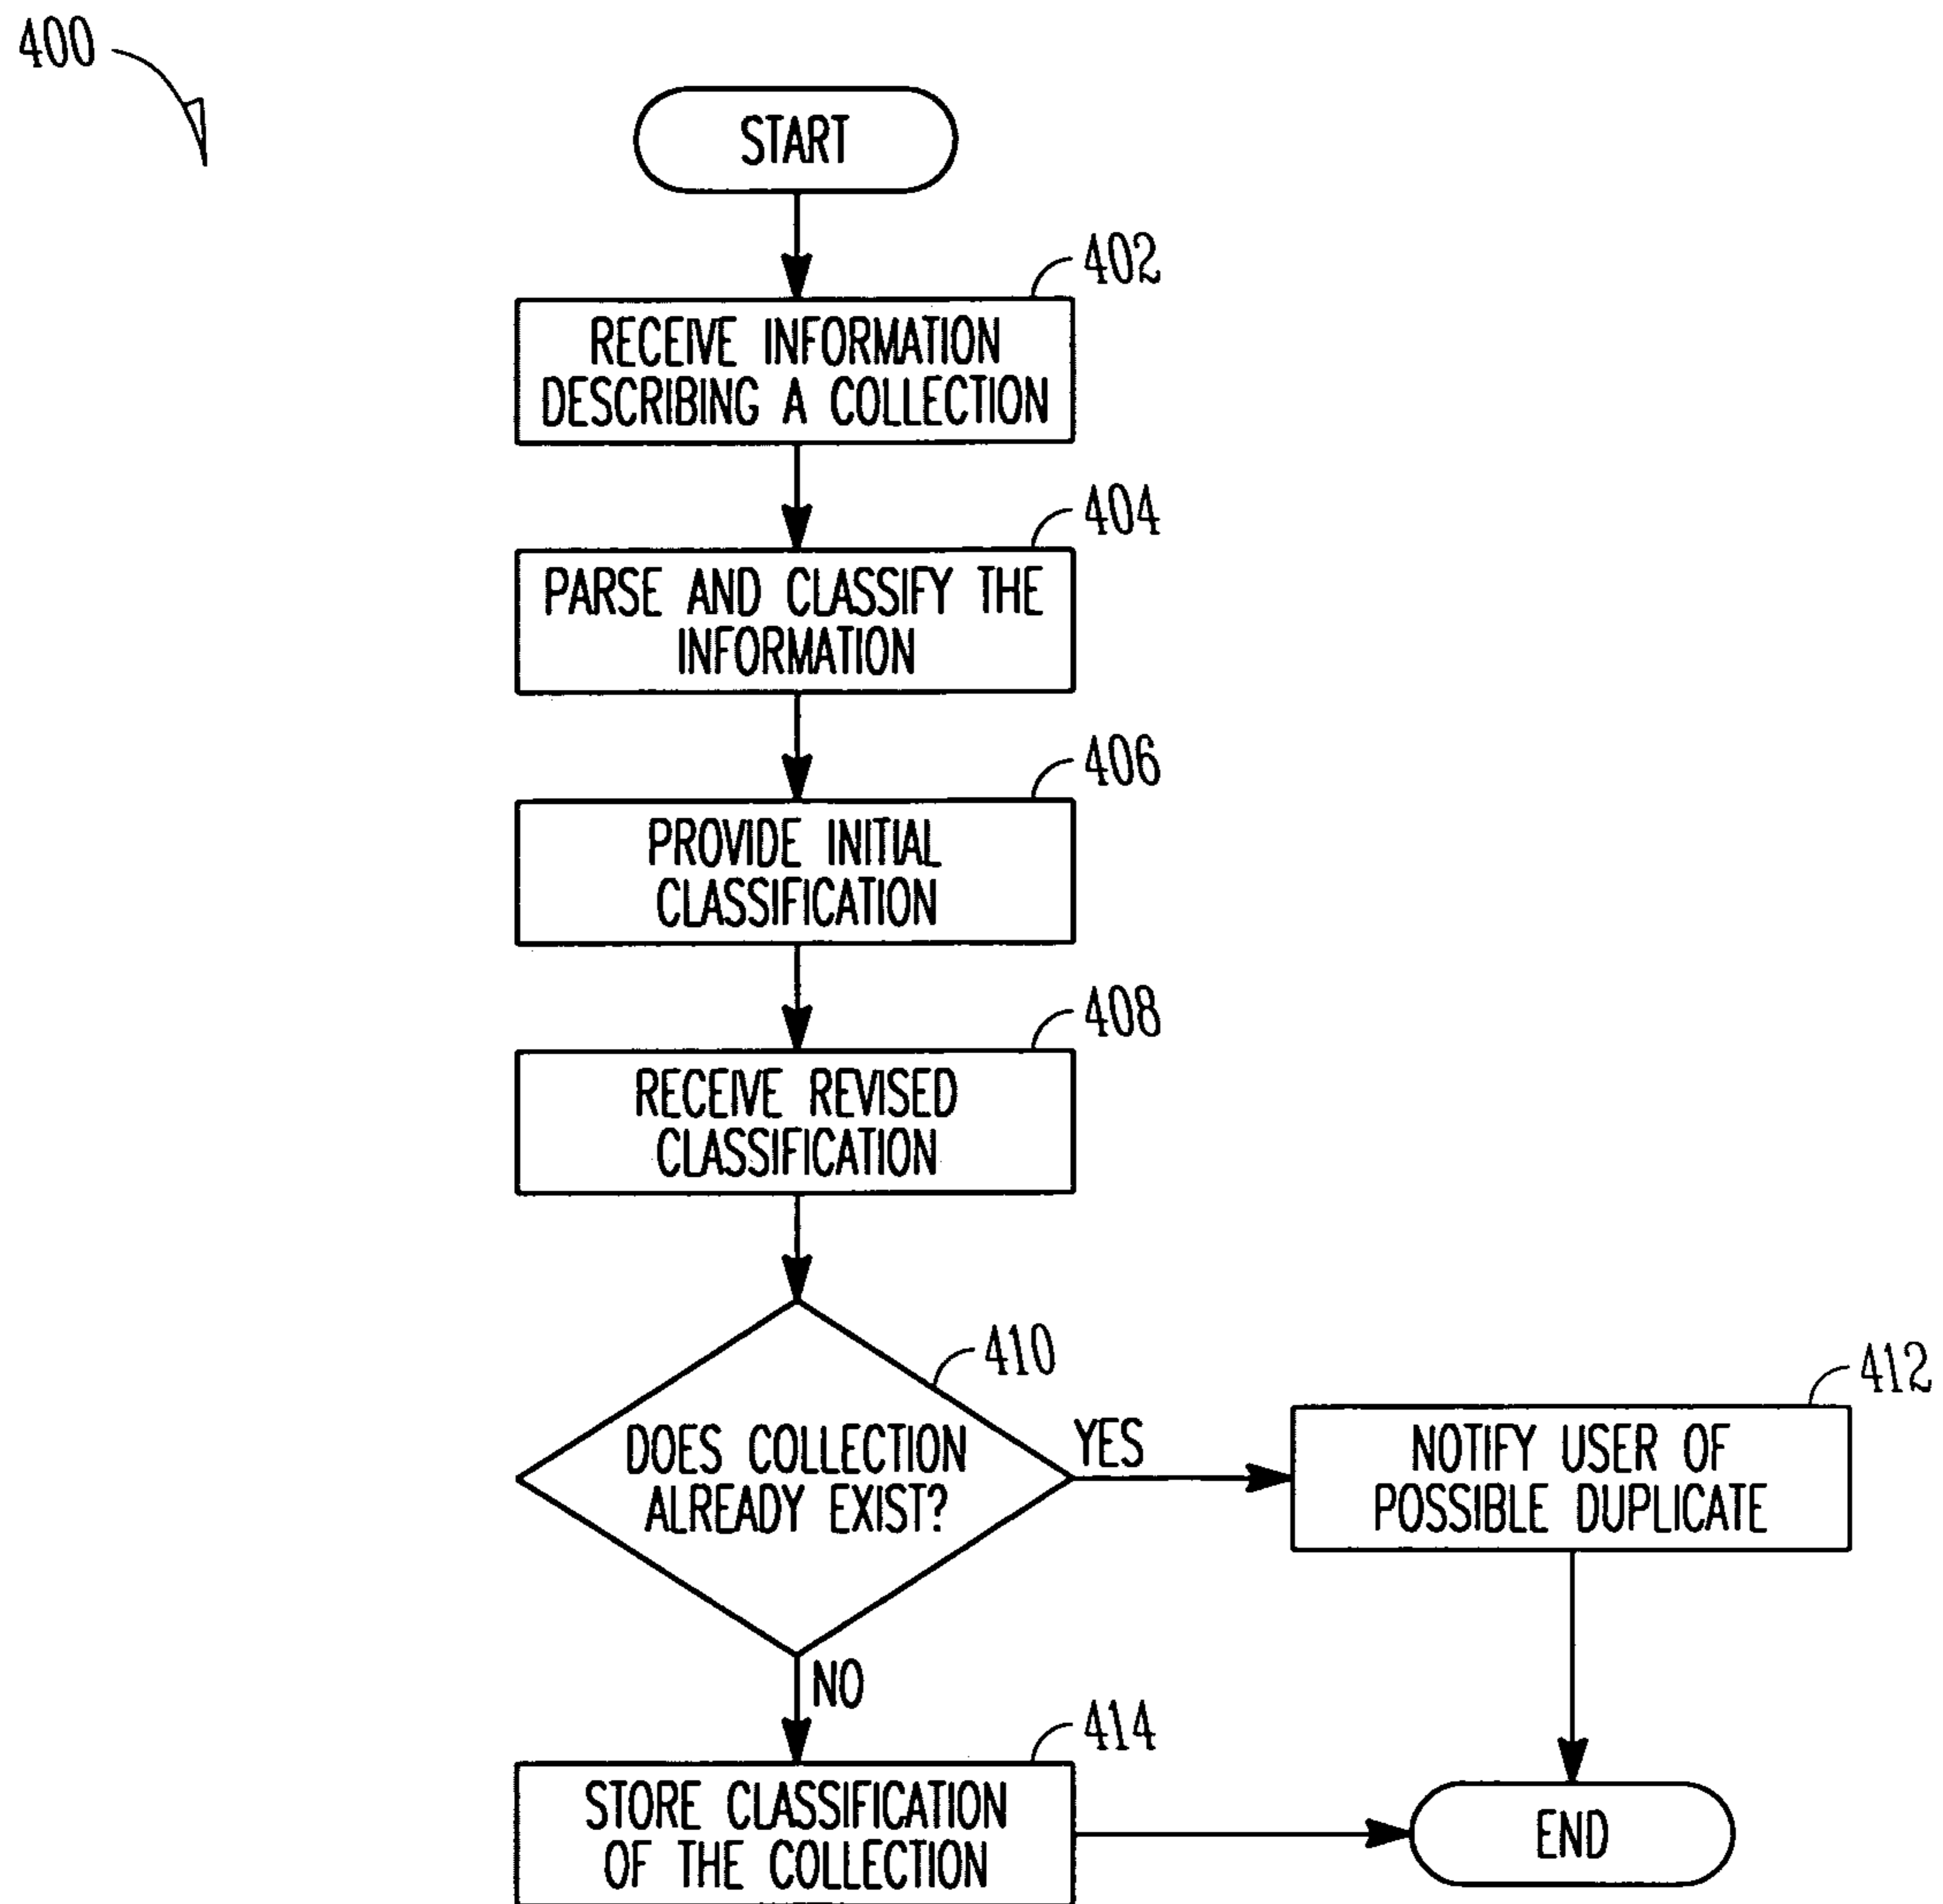 400
START
402
RECEIVE INFORMATION
DESCRIBING A COLLECTION
404
PARSE AND CLASSIFY THE
INFORMATION
406
PROVIDE INITIAL
CLASSIFICATION
408
RECEIVE REVISED
CLASSIFICATION
410
DOES COLLECTION
ALREADY EXIST?
YES
412
NOTIFY USER OF
POSSIBLE DUPLICATE
NO
414
STORE CLASSIFICATION
OF THE COLLECTION
END